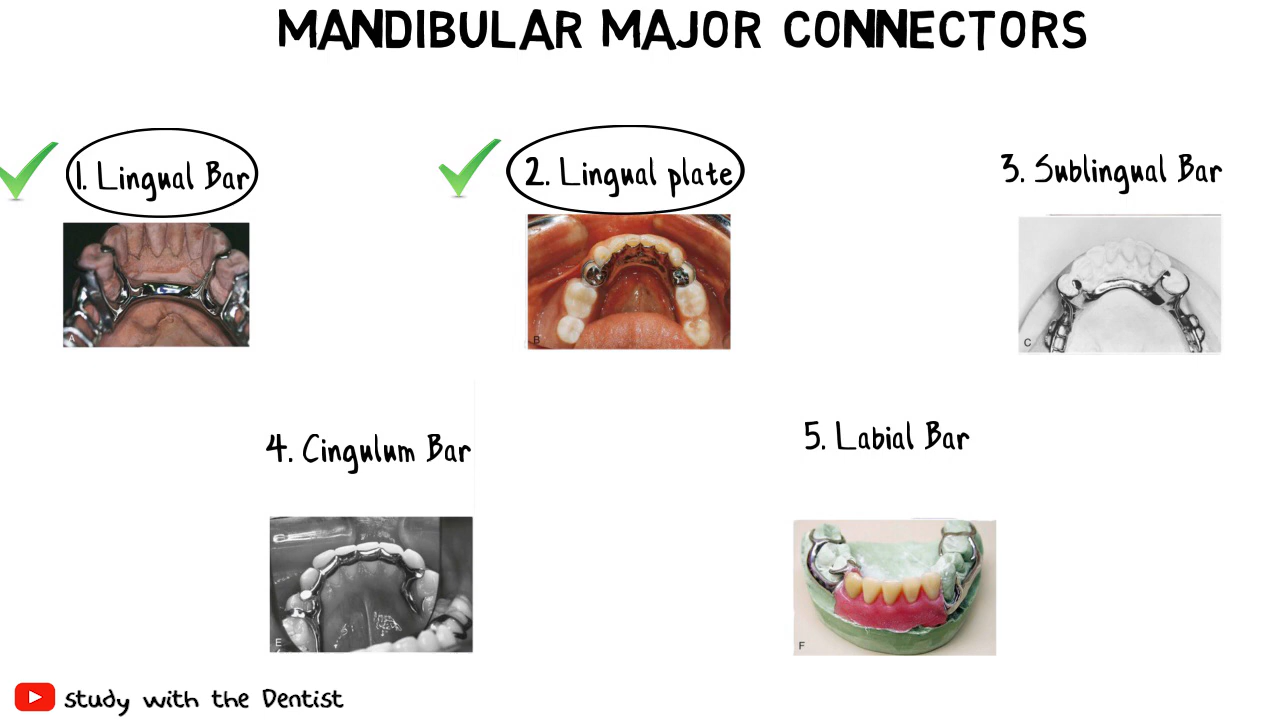 MANDIBULAR MAJOR CONNECTORS
1. Lingual Bar
2. Lingual plate
3. Sublingual Bar
A
B
C
4. Cingulum Bar
5. Labial Bar
E
F
study with the Dentist